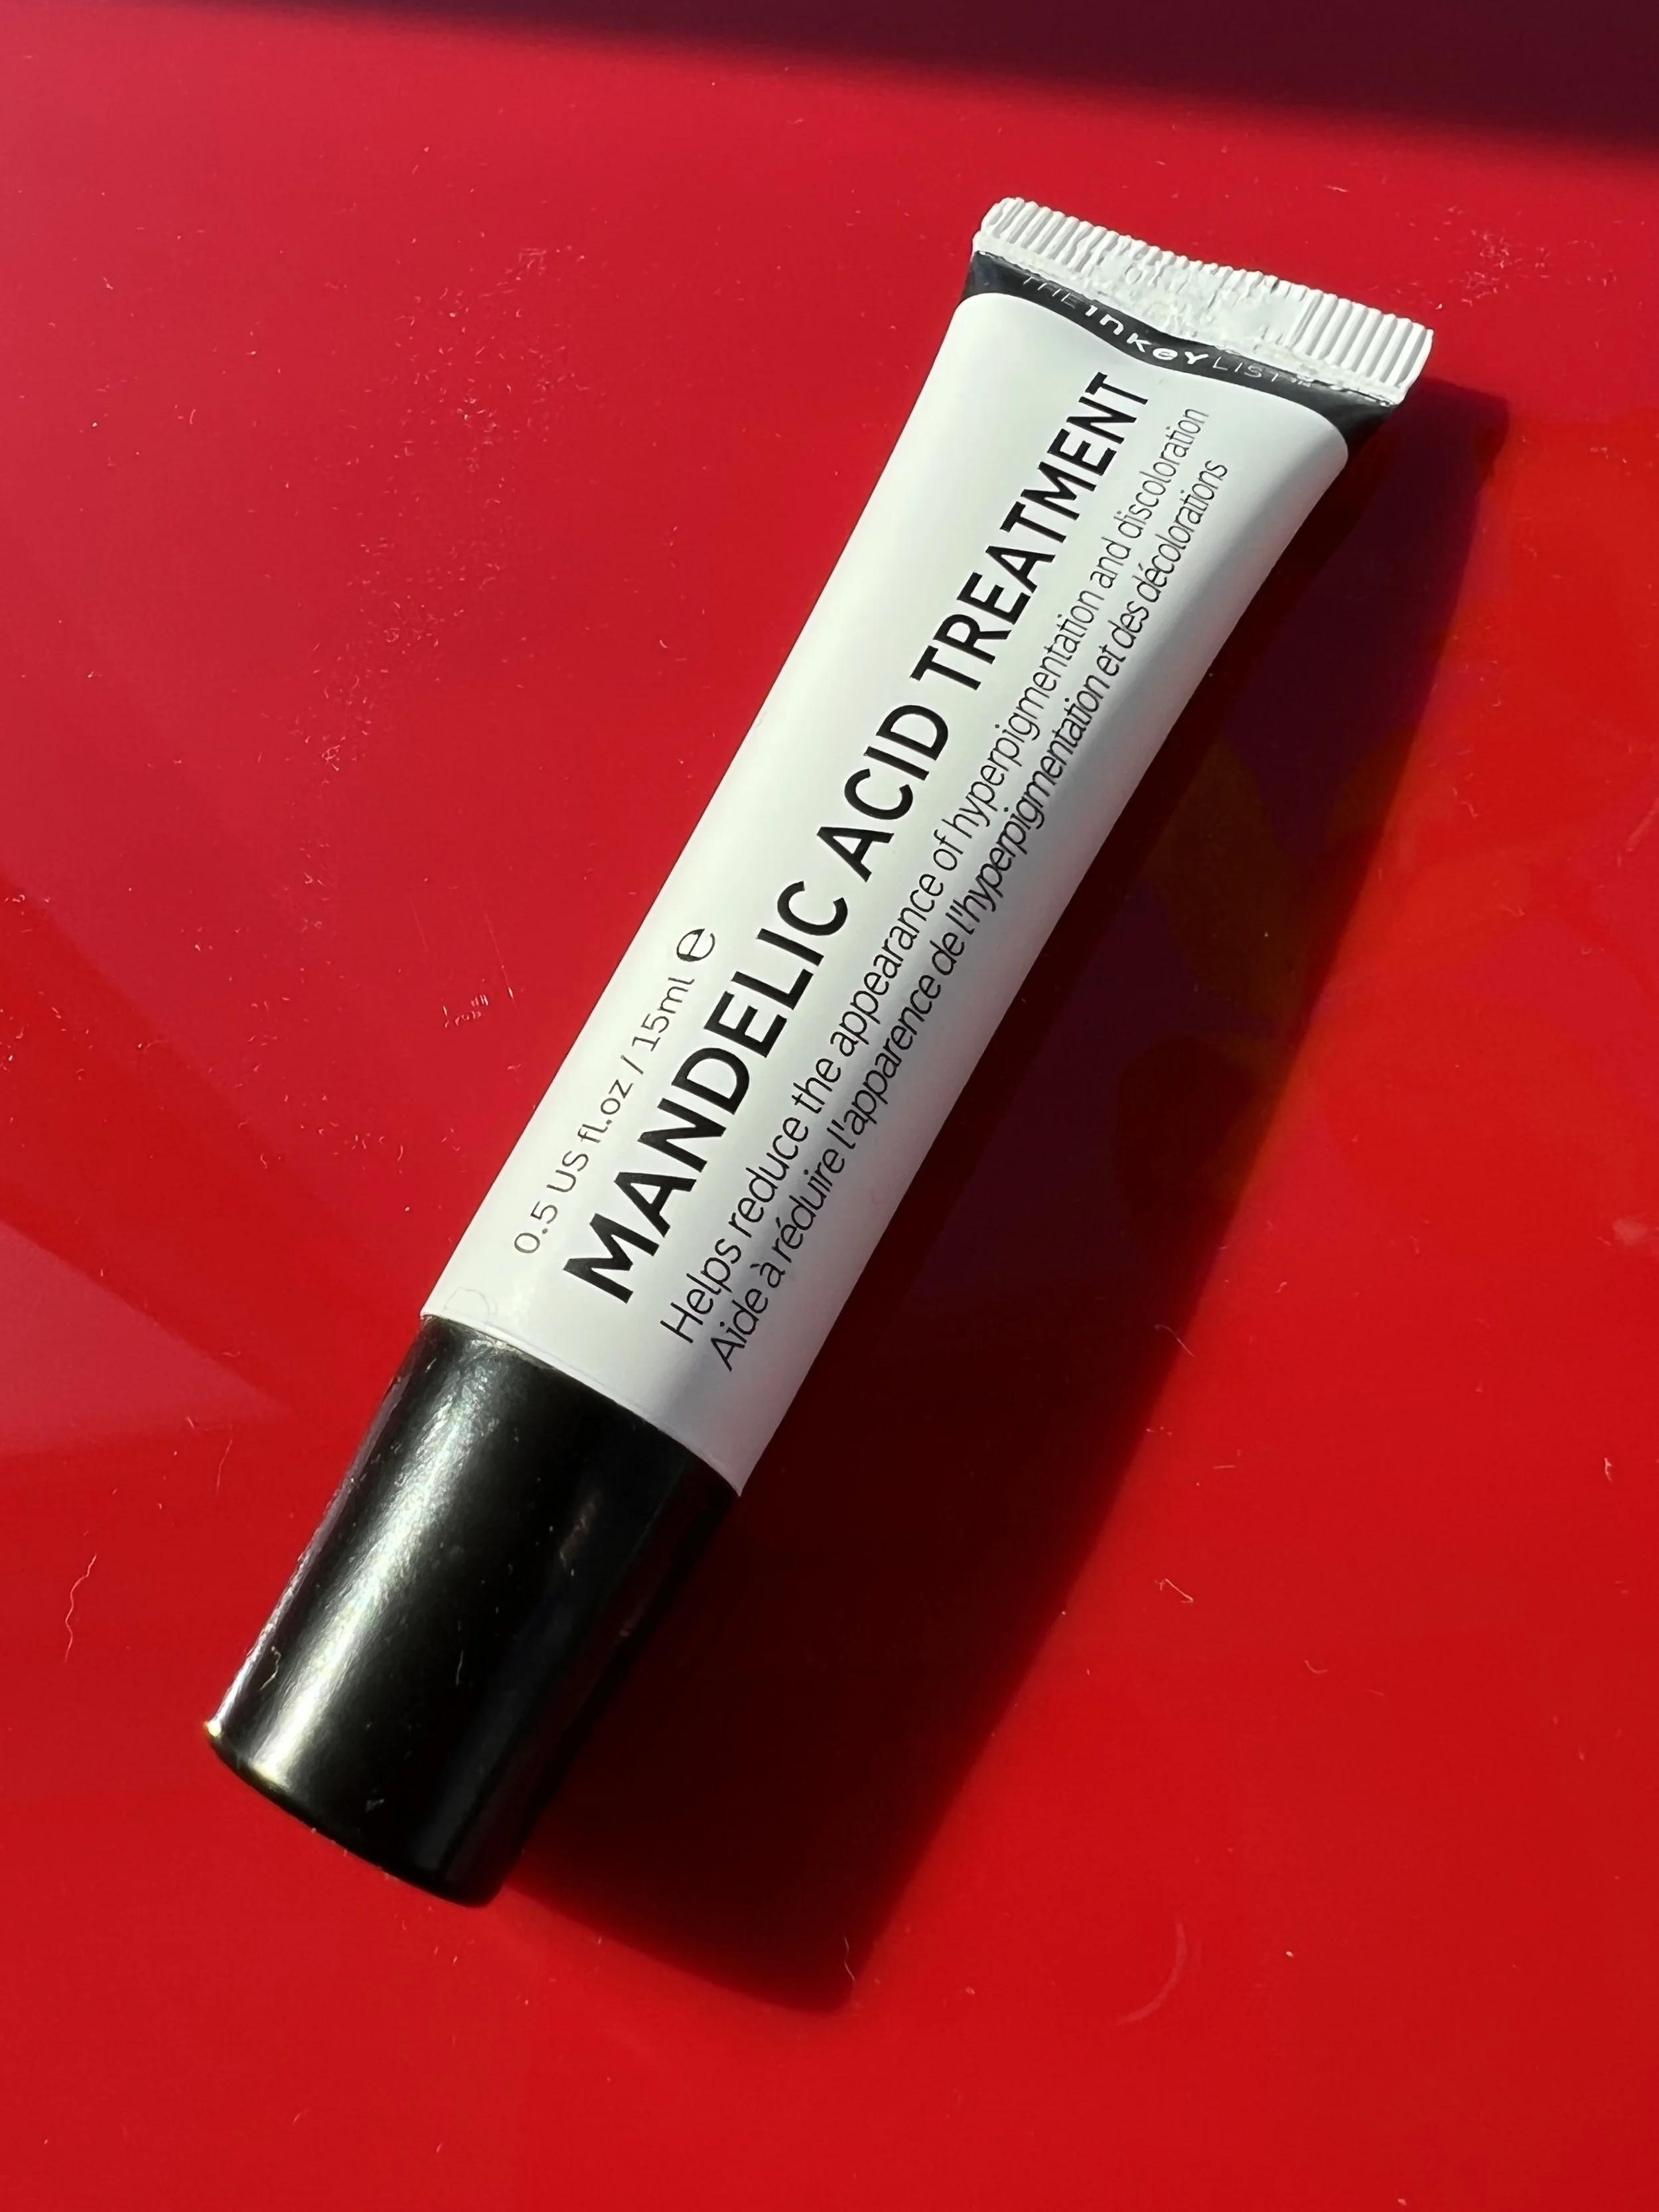 THE INKEY LIST™
0.5 US fl.oz / 15ml ℮
MANDELIC ACID TREATMENT
Helps reduce the appearance of hyperpigmentation and discoloration
Aide à réduire l'apparence de l'hyperpigmentation et des décolorations